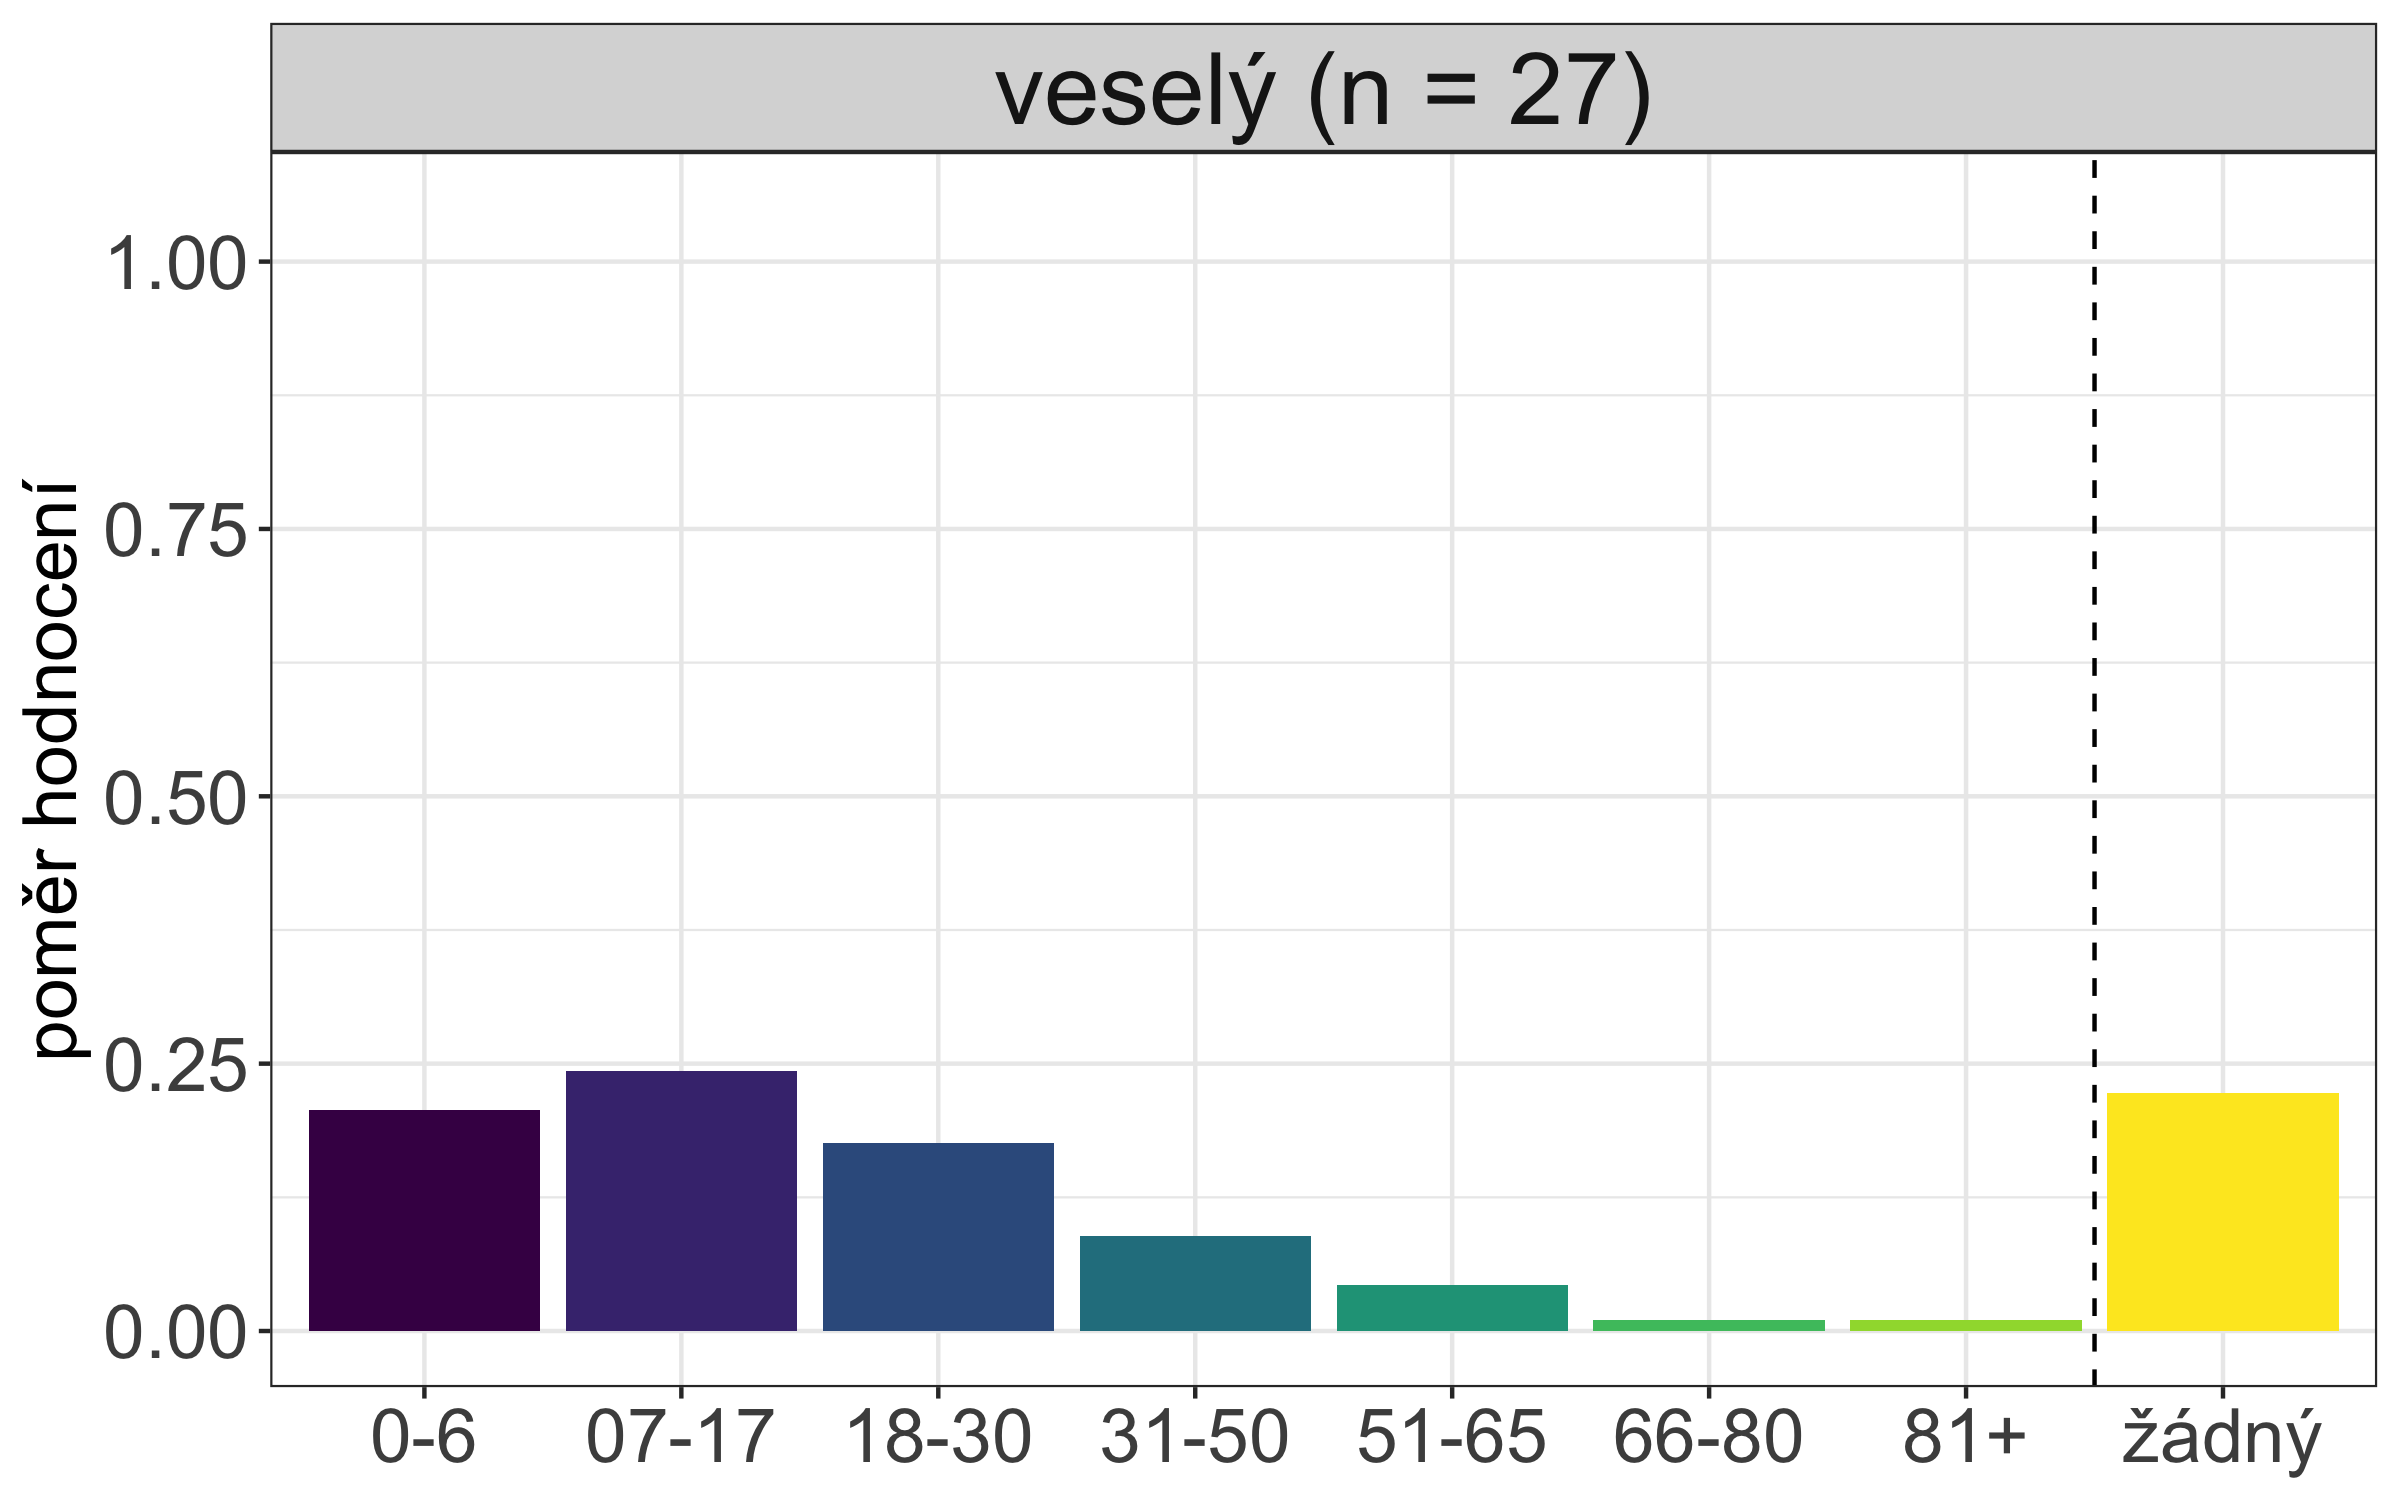 veselý (n = 27)
poměr hodnocení
1.00
0.75
0.50
0.25
0.00
0-6 07-17 18-30 31-50 51-65 66-80 81+ žádný